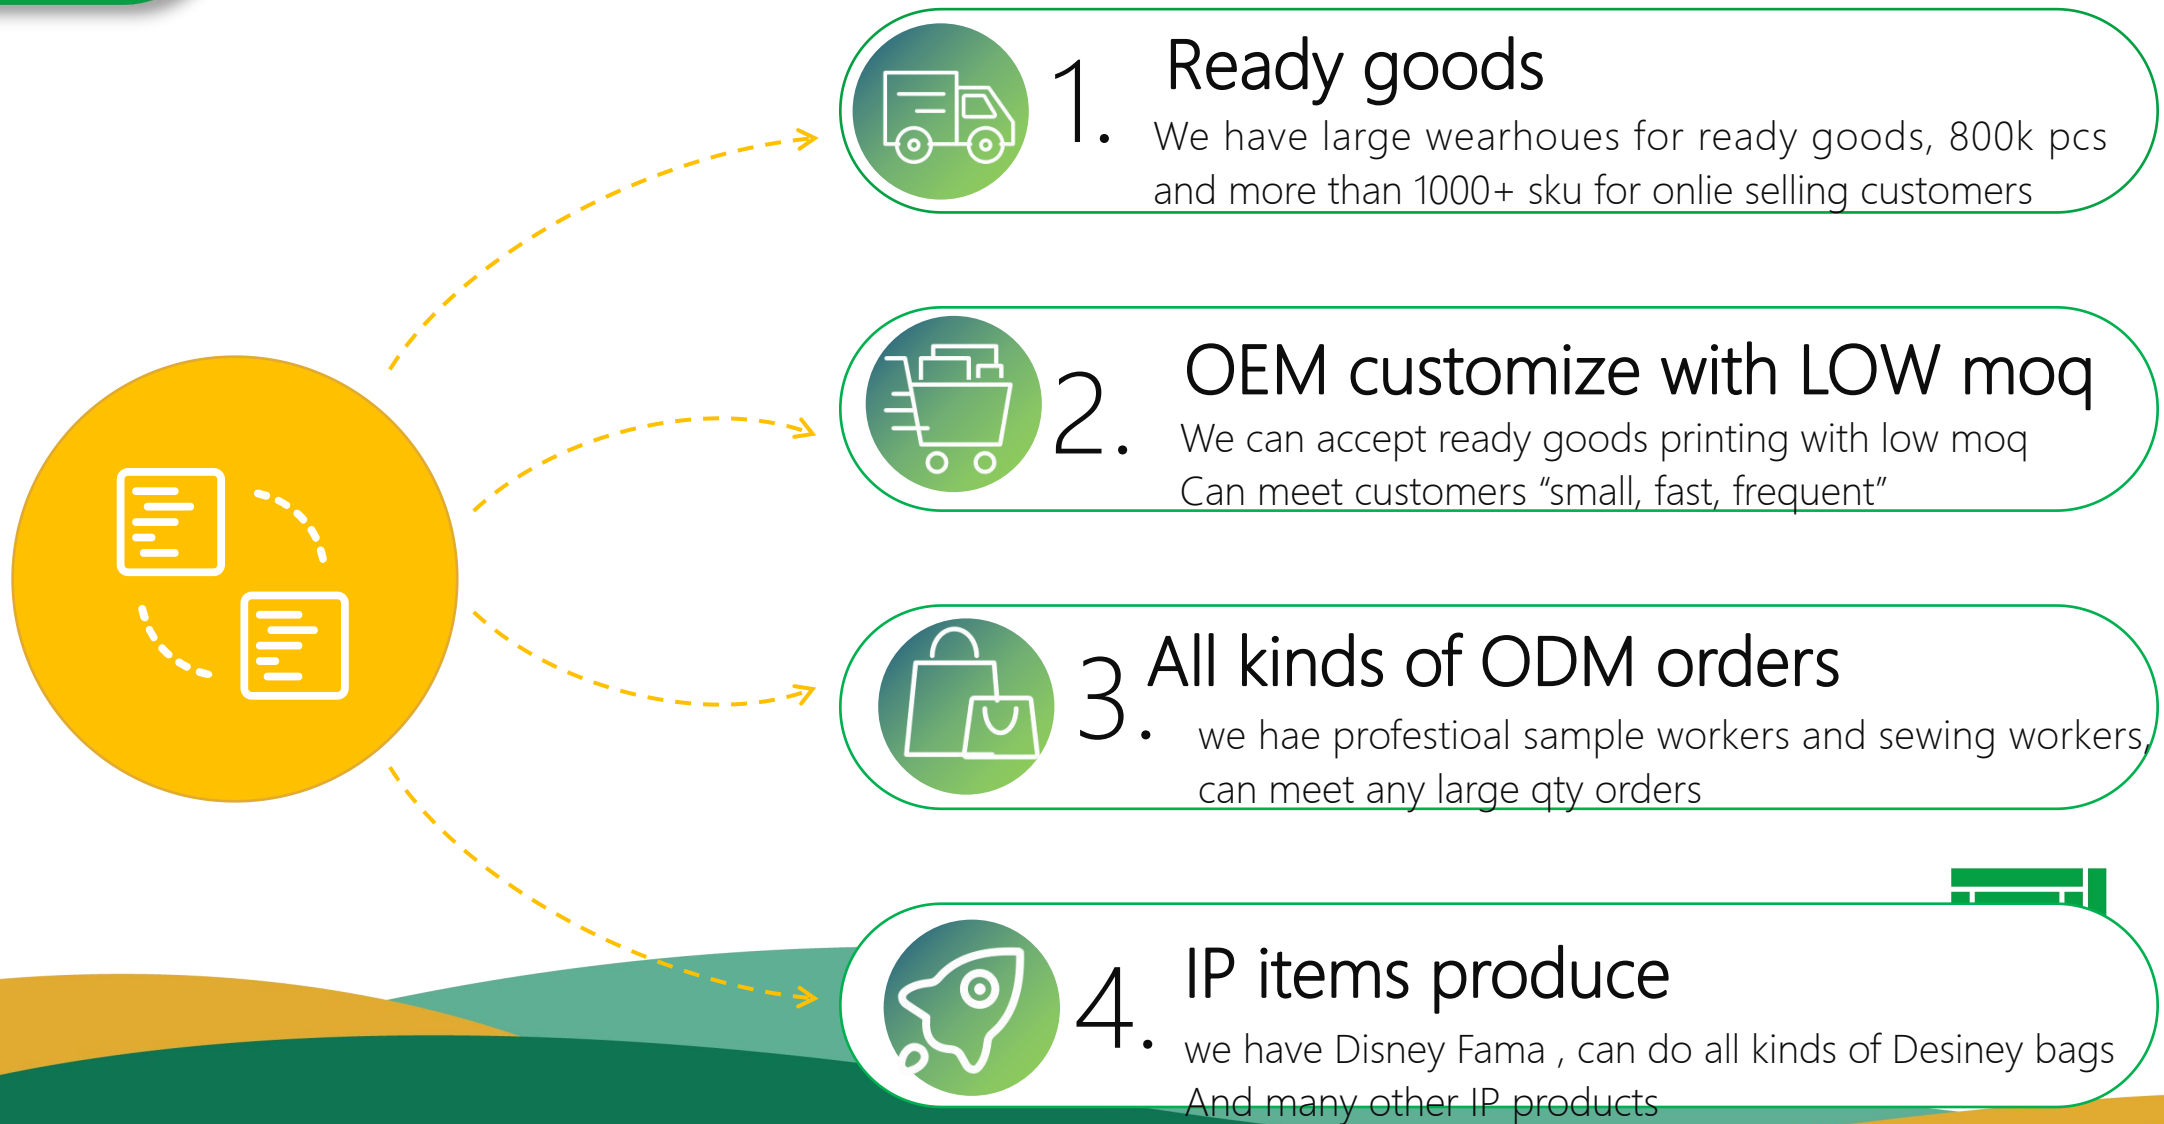 1. Ready goods
We have large wearhoues for ready goods, 800k pcs
and more than 1000+ sku for onlie selling customers
2. OEM customize with LOW moq
We can accept ready goods printing with low moq
Can meet customers “small, fast, frequent”
3. All kinds of ODM orders
we hae profestioal sample workers and sewing workers,
can meet any large qty orders
4. IP items produce
we have Disney Fama , can do all kinds of Desiney bags
And many other IP products